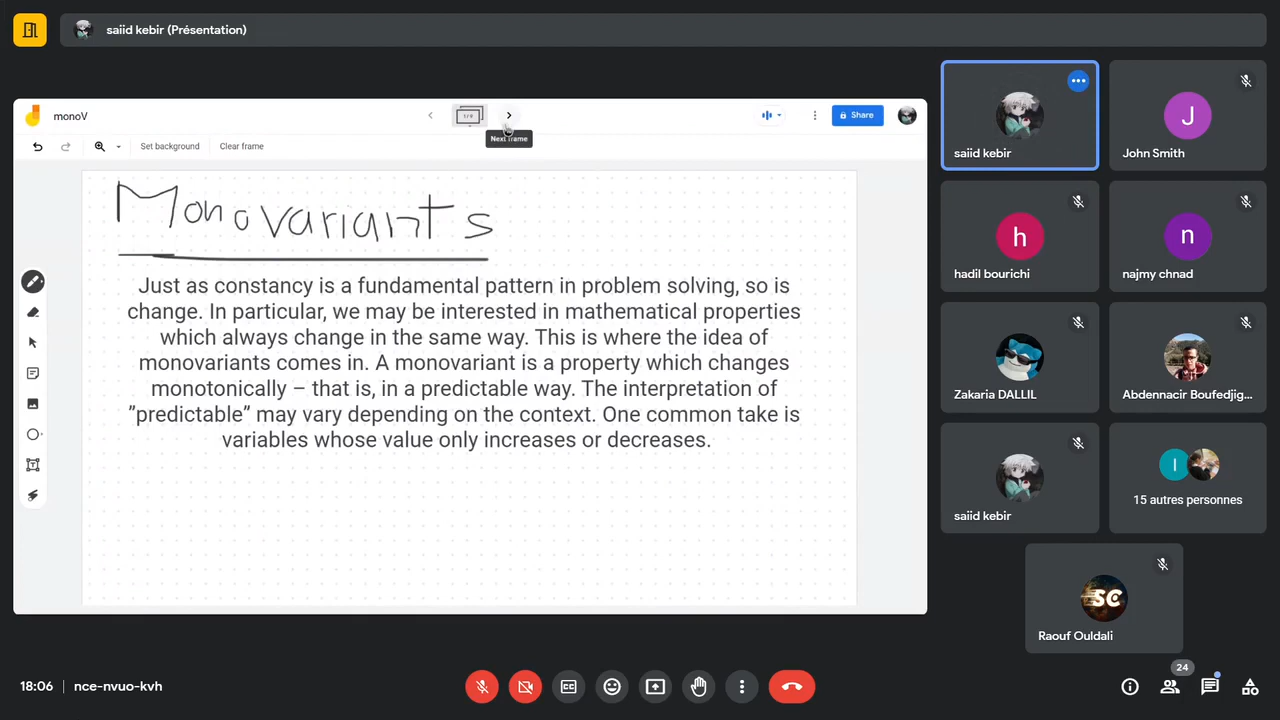 saiid kebir (Présentation)
monoV
1/9
Share
Next frame
Set background
Clear frame
Monovariants
Just as constancy is a fundamental pattern in problem solving, so is
change. In particular, we may be interested in mathematical properties
which always change in the same way. This is where the idea of
monovariants comes in. A monovariant is a property which changes
monotonically – that is, in a predictable way. The interpretation of
”predictable” may vary depending on the context. One common take is
variables whose value only increases or decreases.
saiid kebir
J
John Smith
h
hadil bourichi
n
najmy chnad
Zakaria DALLIL
Abdennacir Boufedjig...
saiid kebir
I
15 autres personnes
SC
Raouf Ouldali
18:06 | nce-nvuo-kvh
24